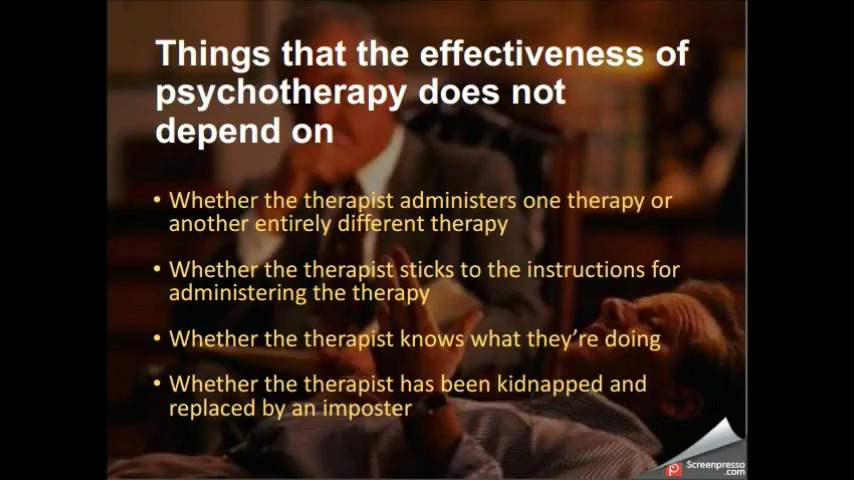 Things that the effectiveness of
psychotherapy does not
depend on
• Whether the therapist administers one therapy or
another entirely different therapy
• Whether the therapist sticks to the instructions for
administering the therapy
• Whether the therapist knows what they're doing
• Whether the therapist has been kidnapped and
replaced by an imposter
Screenpresso
.com